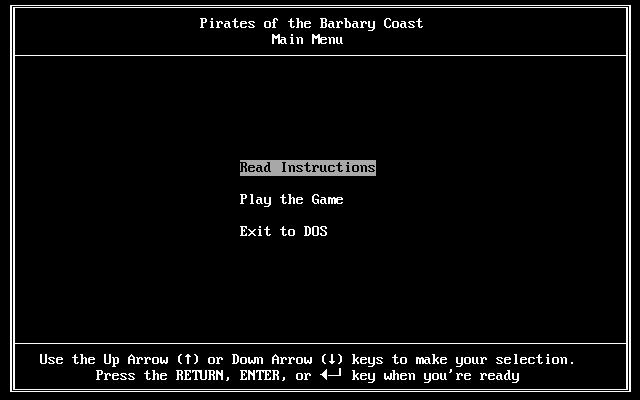 Pirates of the Barbary Coast
Main Menu
Read Instructions
Play the Game
Exit to DOS
Use the Up Arrow (↑) or Down Arrow (↓) keys to make your selection.
Press the RETURN, ENTER, or ◄─┘ key when you're ready